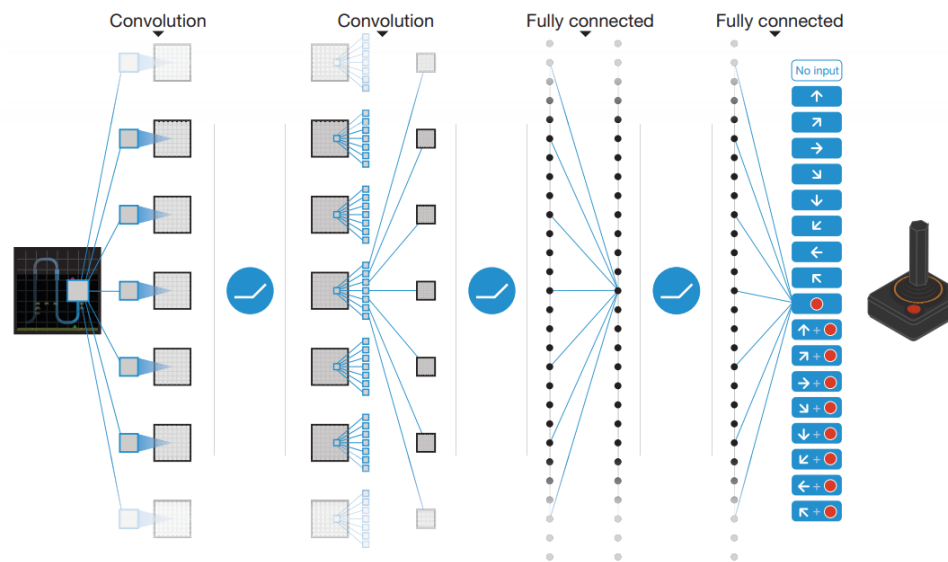 Convolution
Convolution
Fully connected
Fully connected
No input
+
+
+
+
+
+
+
+